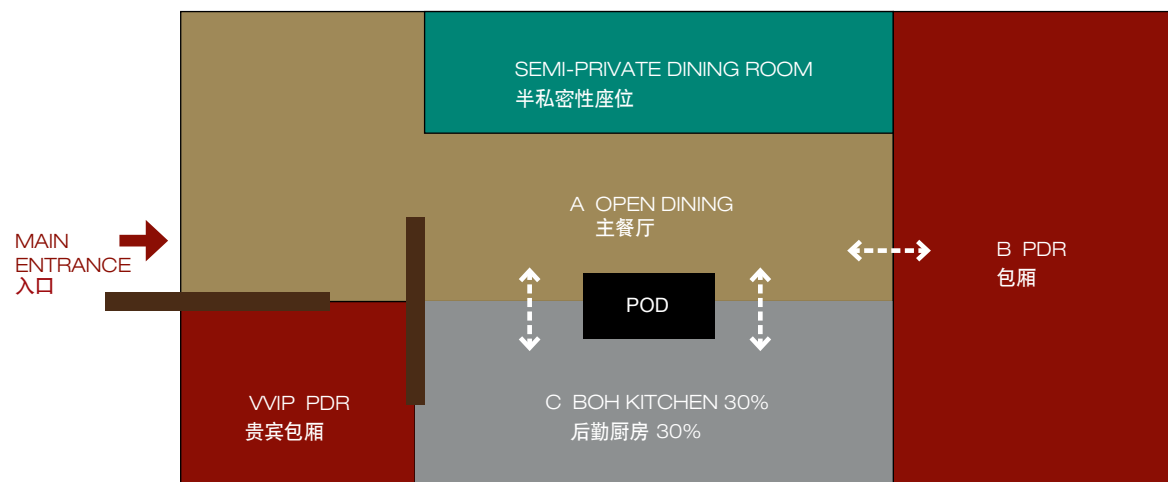 SEMI-PRIVATE DINING ROOM
半私密性座位
A OPEN DINING
主餐厅
MAIN
ENTRANCE
入口
B PDR
包厢
POD
VVIP PDR
贵宾包厢
C BOH KITCHEN 30%
后勤厨房 30%